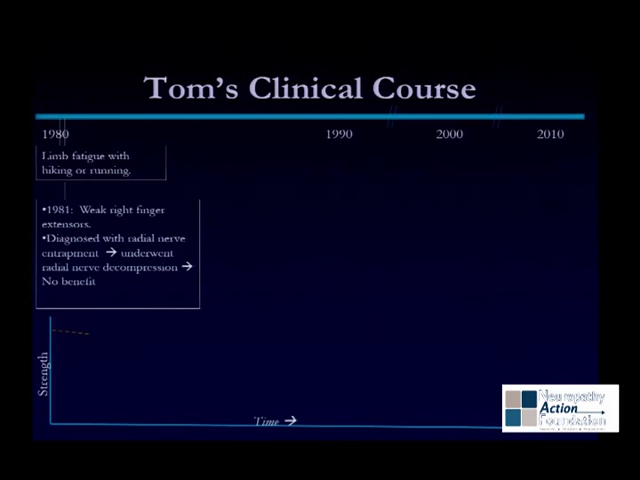 Tom's Clinical Course
1980 1990 2000 2010
Limb fatigue with
hiking or running.
•1981: Weak right finger
extensors.
•Diagnosed with radial nerve
entrapment → underwent
radial nerve decompression →
No benefit
Strength
Time →
Neuropathy
Action
Foundation